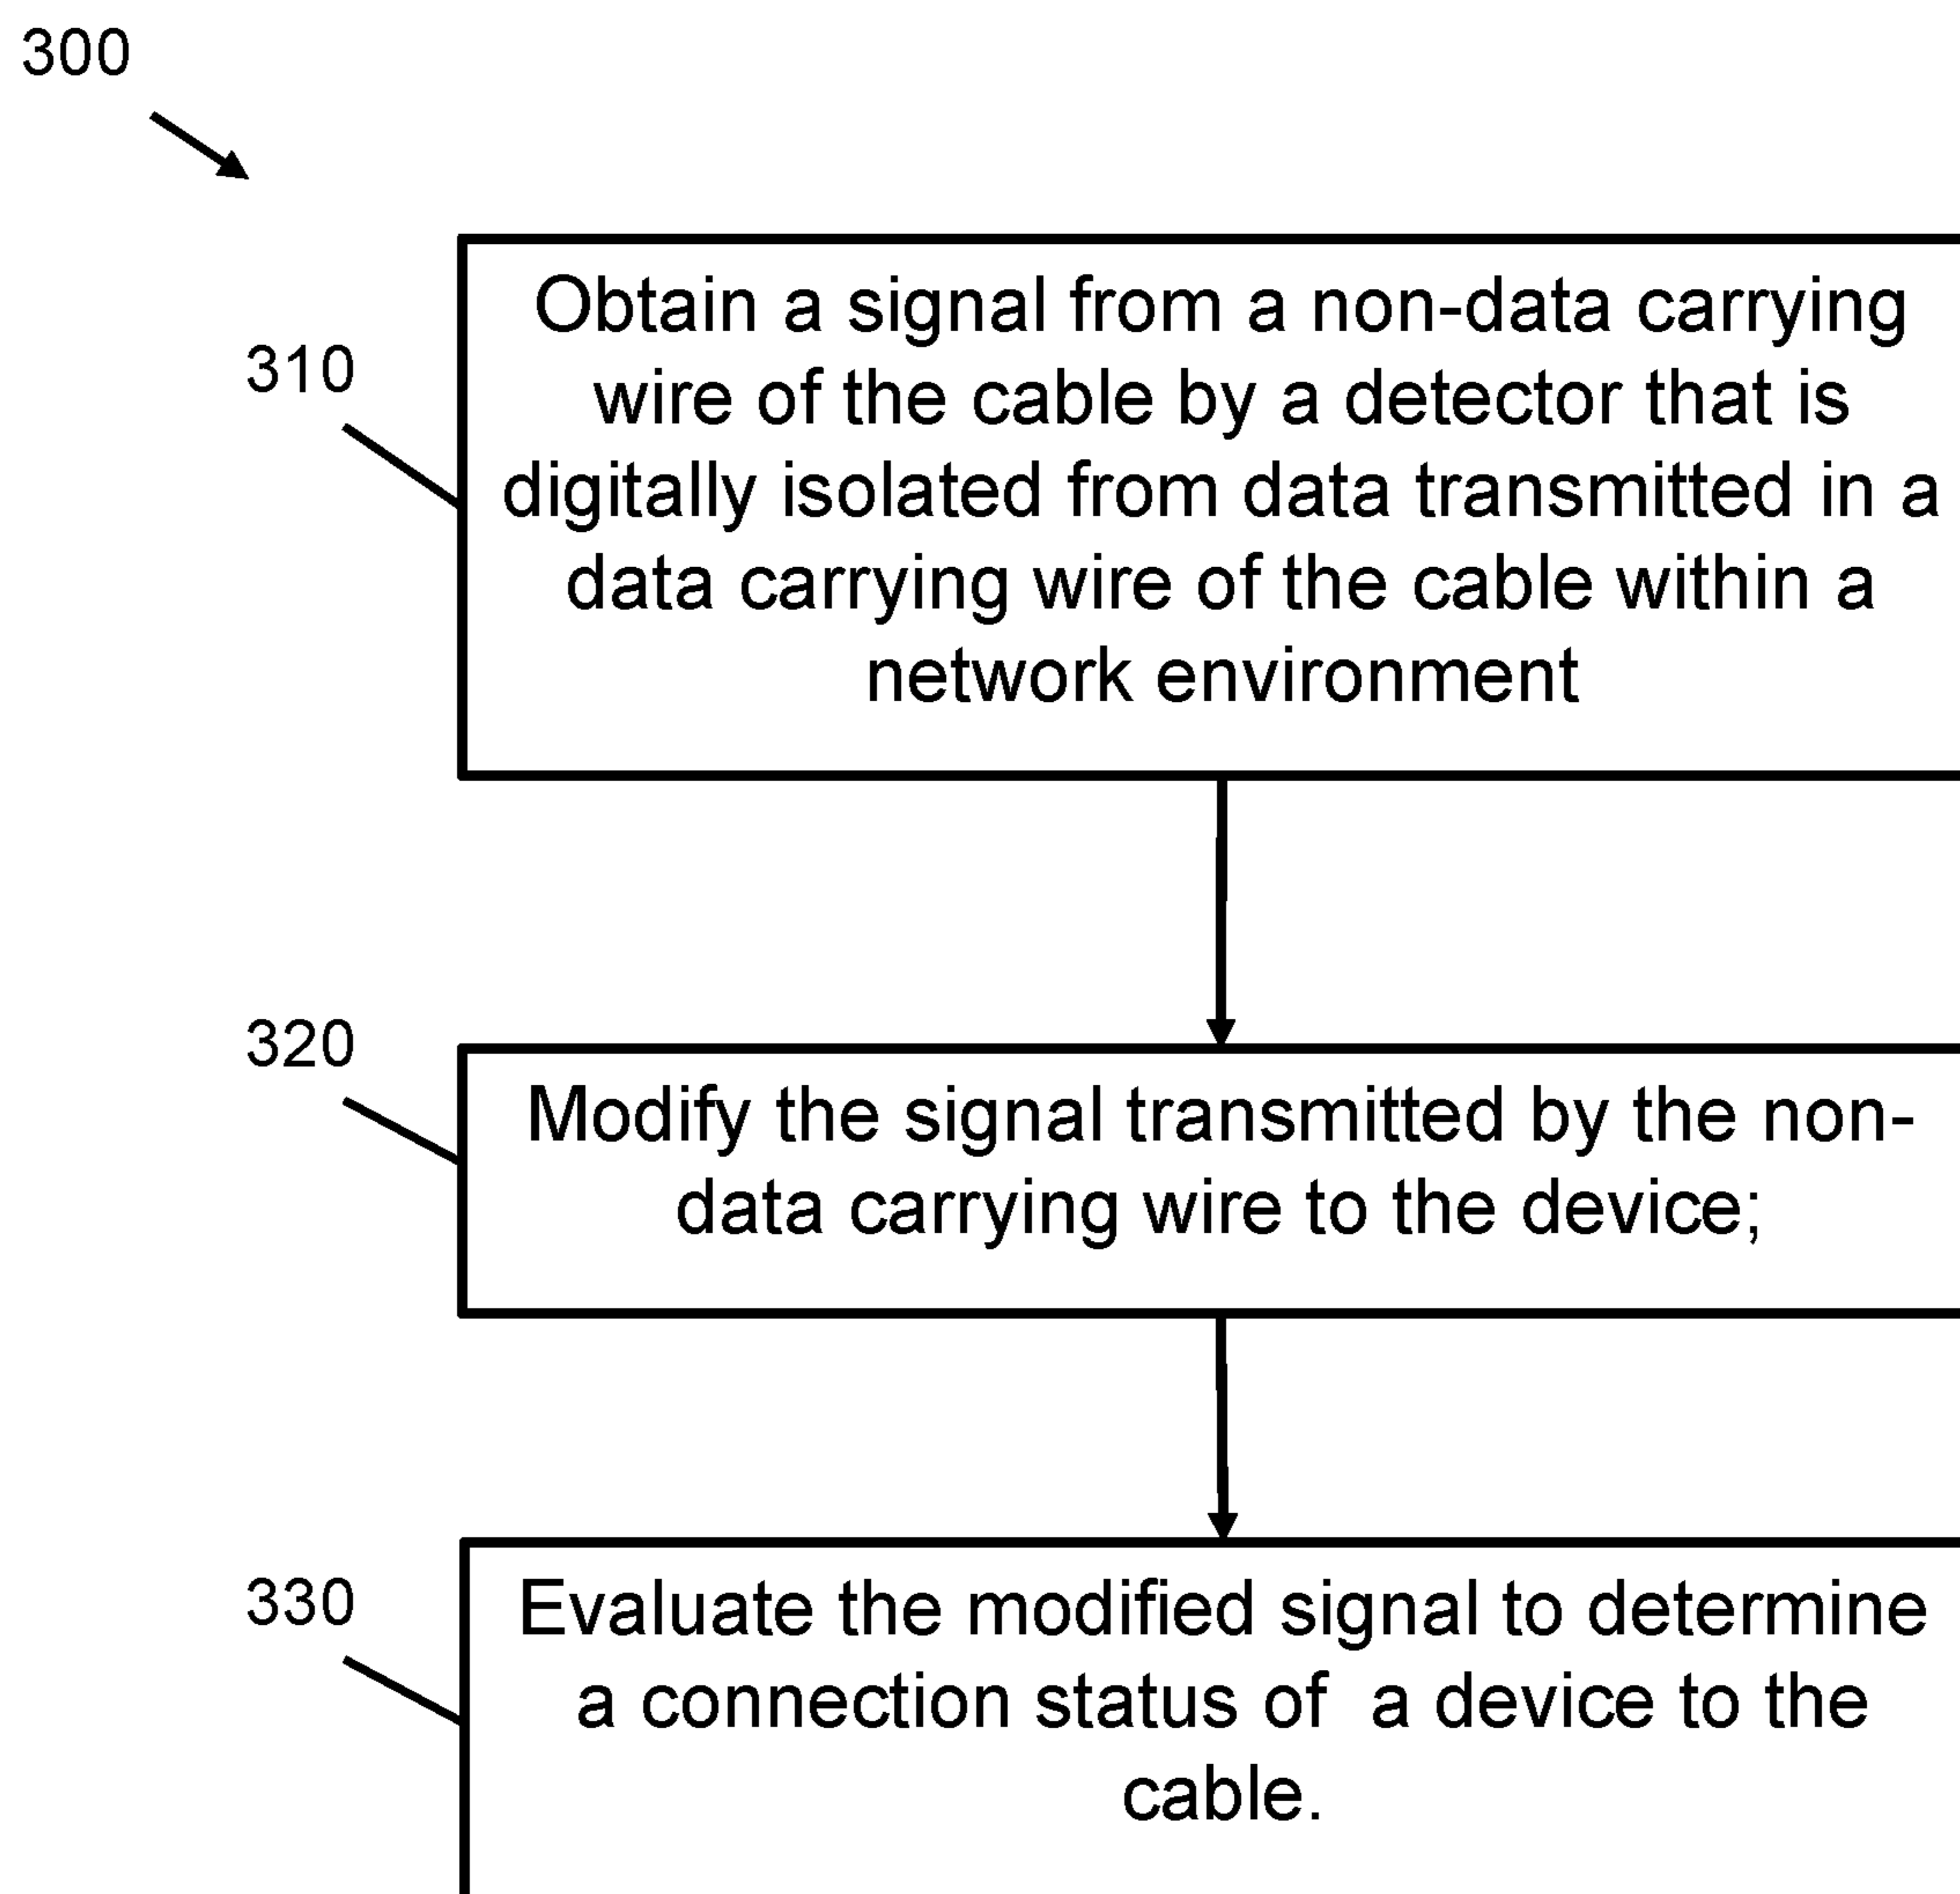 300
310
Obtain a signal from a non-data carrying
wire of the cable by a detector that is
digitally isolated from data transmitted in a
data carrying wire of the cable within a
network environment
320
Modify the signal transmitted by the non-
data carrying wire to the device;
330
Evaluate the modified signal to determine
a connection status of  a device to the
cable.